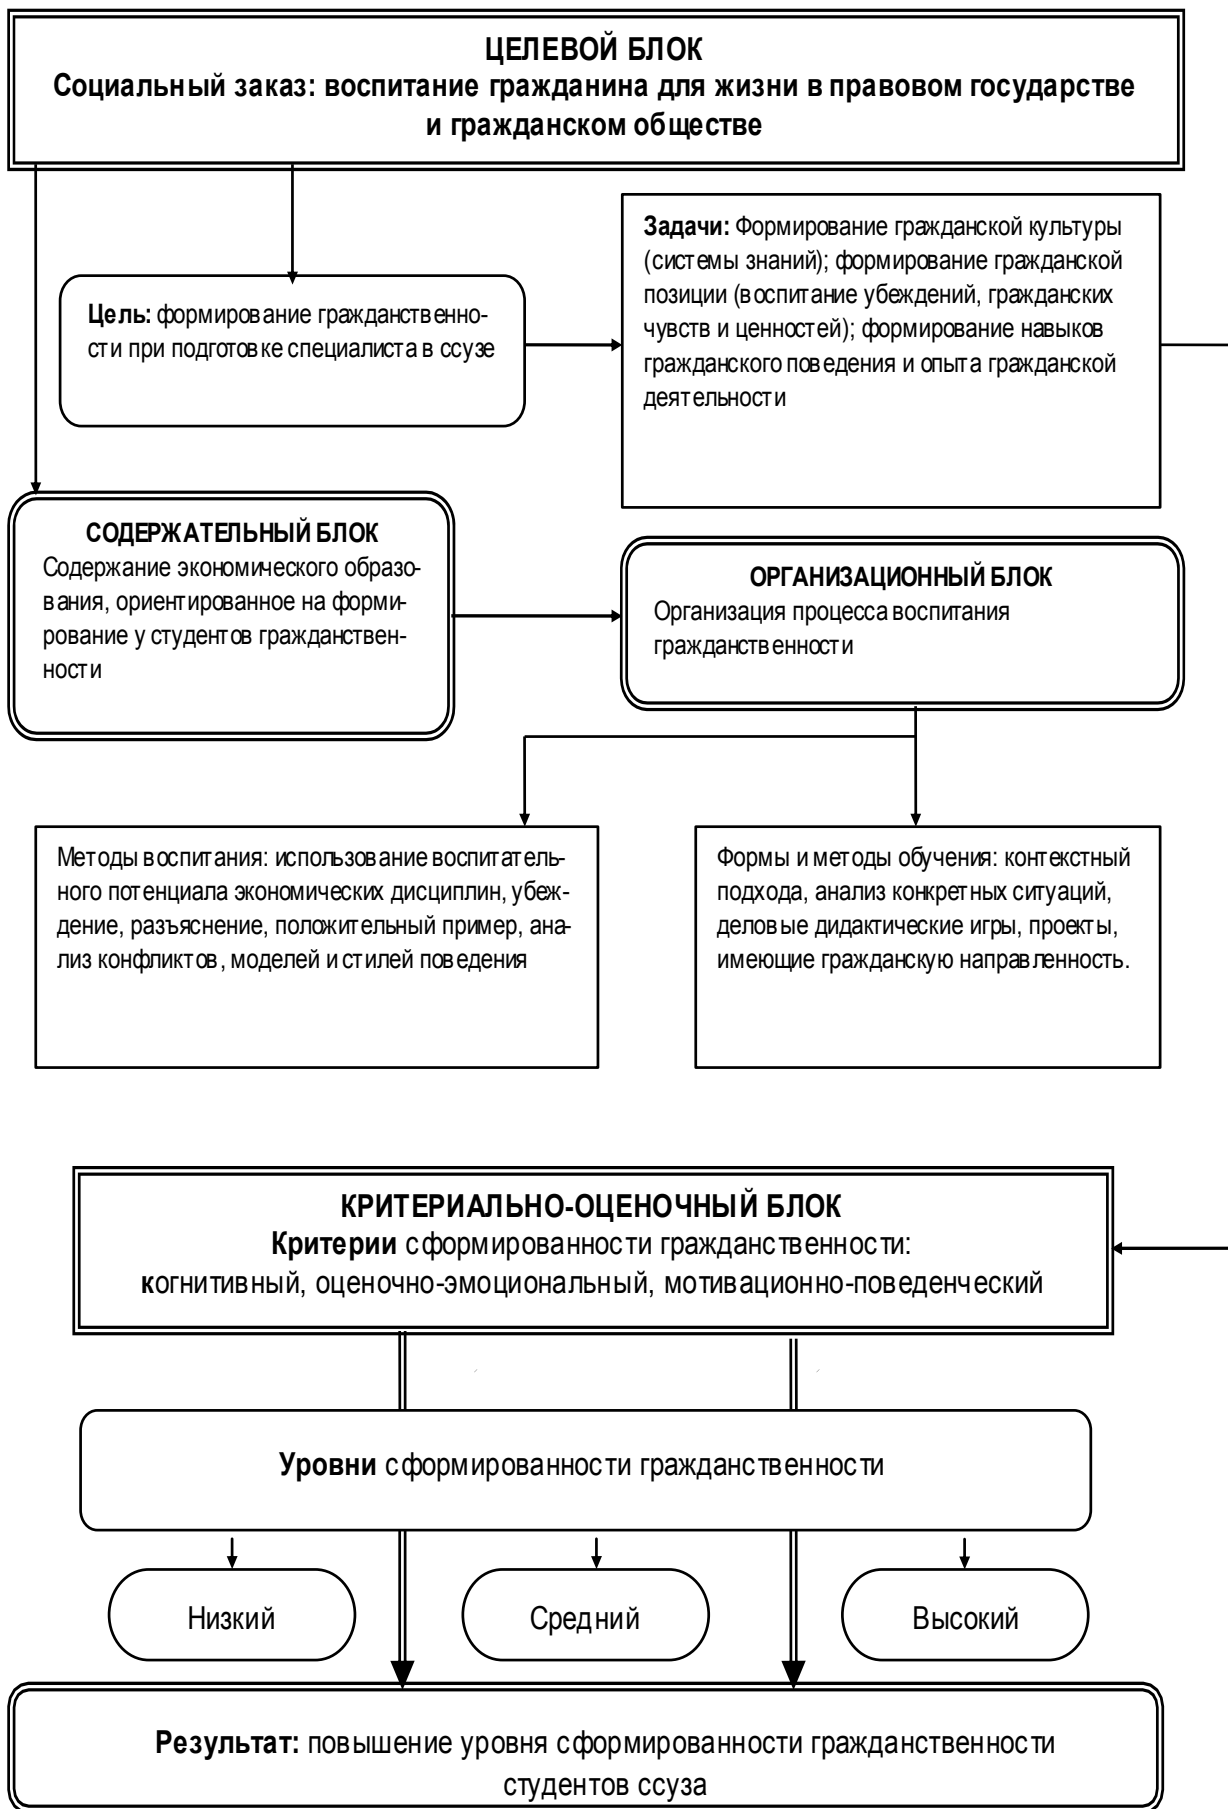 ЦЕЛЕВОЙ БЛОК
Социальный заказ: воспитание гражданина для жизни в правовом государстве
и гражданском обществе
Задачи: Формирование гражданской культуры
(системы знаний); формирование гражданской
позиции (воспитание убеждений, гражданских
чувств и ценностей); формирование навыков
гражданского поведения и опыта гражданской
деятельности
Цель: формирование гражданственно-
сти при подготовке специалиста в ссузе
СОДЕРЖАТЕЛЬНЫЙ БЛОК
Содержание экономического образо-
вания, ориентированное на форми-
рование у студентов гражданствен-
ности
ОРГАНИЗАЦИОННЫЙ БЛОК
Организация процесса воспитания
гражданственности
Методы воспитания: использование воспитатель-
ного потенциала экономических дисциплин, убеж-
дение, разъяснение, положительный пример, ана-
лиз конфликтов, моделей и стилей поведения
Формы и методы обучения: контекстный
подхода, анализ конкретных ситуаций,
деловые дидактические игры, проекты,
имеющие гражданскую направленность.
КРИТЕРИАЛЬНО-ОЦЕНОЧНЫЙ БЛОК
Критерии сформированности гражданственности:
когнитивный, оценочно-эмоциональный, мотивационно-поведенческий
Уровни сформированности гражданственности
Низкий
Средний
Высокий
Результат: повышение уровня сформированности гражданственности
студентов ссуза